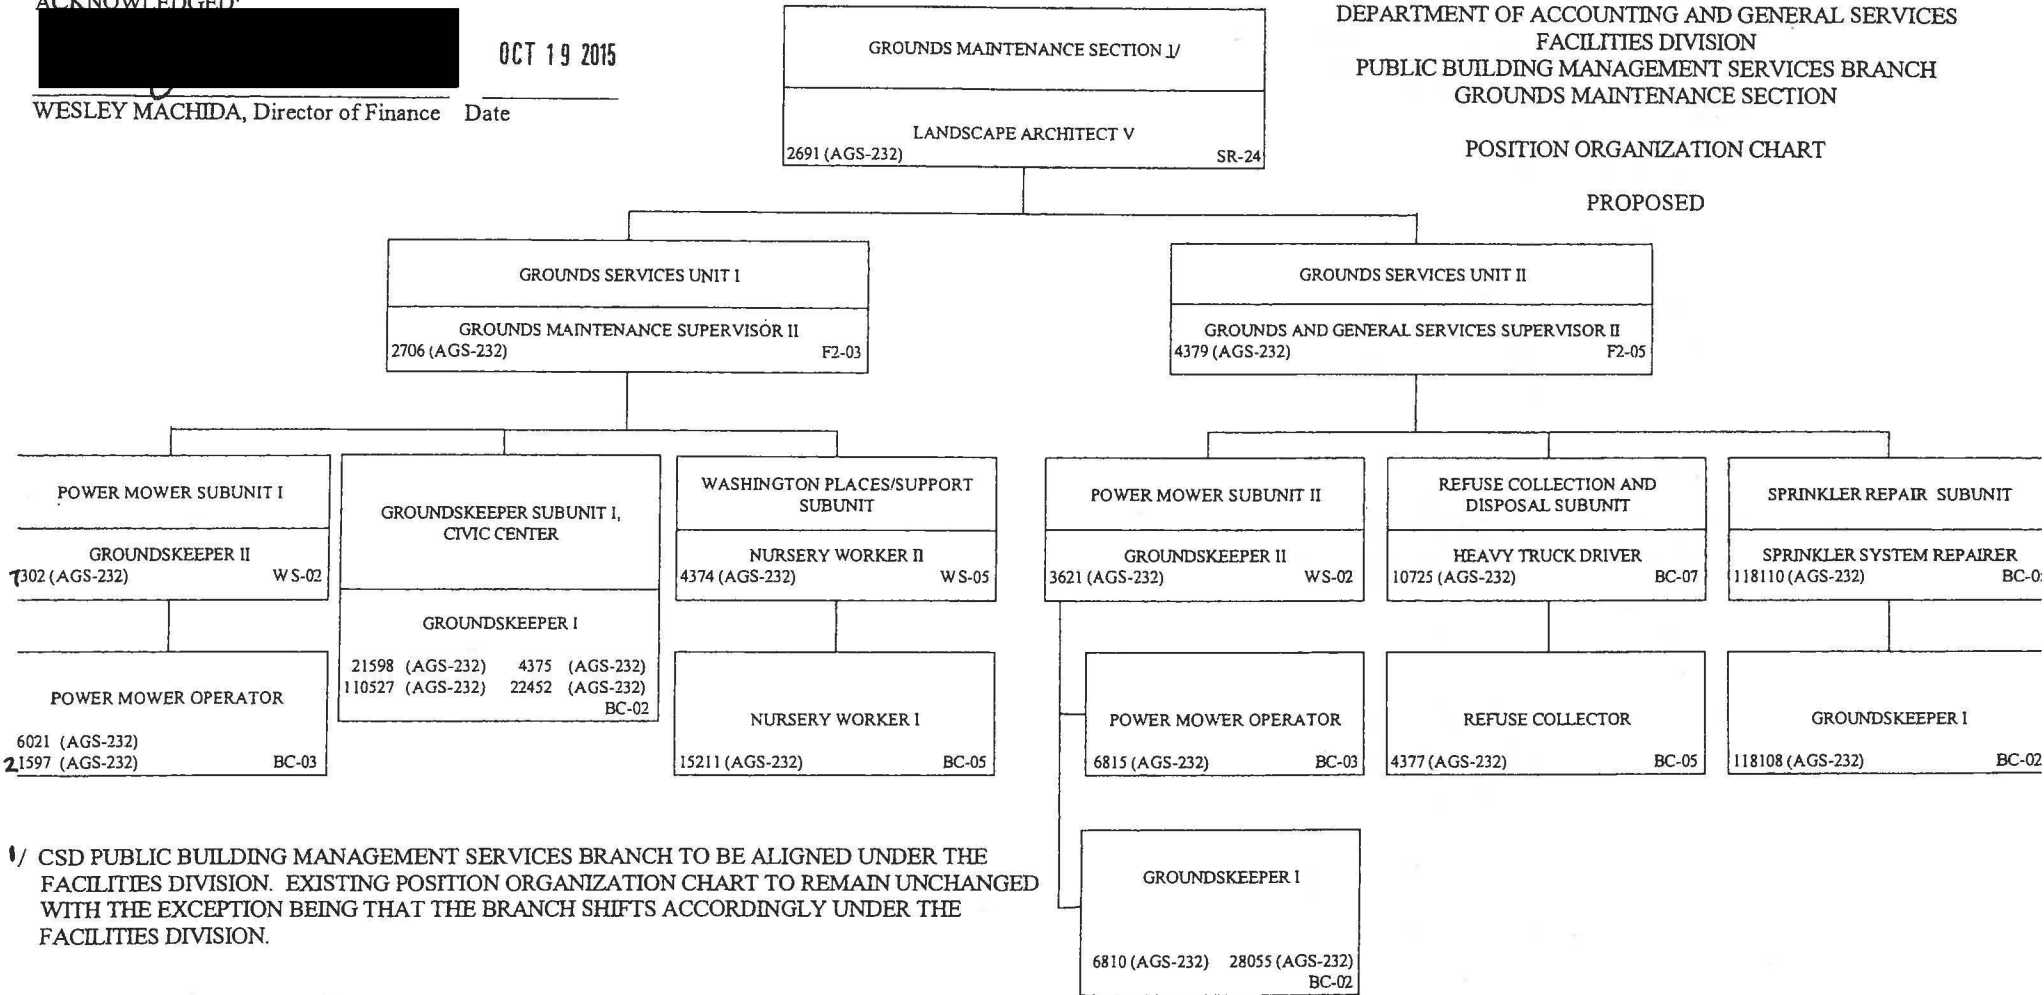 ACKNOWLEDGED:
OCT 19 2015
WESLEY MACHIDA, Director of Finance Date
DEPARTMENT OF ACCOUNTING AND GENERAL SERVICES
FACILITIES DIVISION
PUBLIC BUILDING MANAGEMENT SERVICES BRANCH
GROUNDS MAINTENANCE SECTION
POSITION ORGANIZATION CHART
PROPOSED
GROUNDS MAINTENANCE SECTION 1/
LANDSCAPE ARCHITECT V
2691 (AGS-232) SR-24
GROUNDS SERVICES UNIT I
GROUNDS MAINTENANCE SUPERVISOR II
2706 (AGS-232) F2-03
GROUNDS SERVICES UNIT II
GROUNDS AND GENERAL SERVICES SUPERVISOR II
4379 (AGS-232) F2-05
POWER MOWER SUBUNIT I
GROUNDSKEEPER II
7302 (AGS-232) WS-02
POWER MOWER OPERATOR
6021 (AGS-232)
21597 (AGS-232) BC-03
GROUNDSKEEPER SUBUNIT I,
CIVIC CENTER
GROUNDSKEEPER I
21598 (AGS-232) 4375 (AGS-232)
110527 (AGS-232) 22452 (AGS-232)
BC-02
WASHINGTON PLACES/SUPPORT
SUBUNIT
NURSERY WORKER II
4374 (AGS-232) WS-05
NURSERY WORKER I
15211 (AGS-232) BC-05
POWER MOWER SUBUNIT II
GROUNDSKEEPER II
3621 (AGS-232) WS-02
POWER MOWER OPERATOR
6815 (AGS-232) BC-03
GROUNDSKEEPER I
6810 (AGS-232) 28055 (AGS-232)
BC-02
REFUSE COLLECTION AND
DISPOSAL SUBUNIT
HEAVY TRUCK DRIVER
10725 (AGS-232) BC-07
REFUSE COLLECTOR
4377 (AGS-232) BC-05
SPRINKLER REPAIR SUBUNIT
SPRINKLER SYSTEM REPAIRER
118110 (AGS-232)
GROUNDSKEEPER I
118108 (AGS-232) BC-02
1/ CSD PUBLIC BUILDING MANAGEMENT SERVICES BRANCH TO BE ALIGNED UNDER THE
FACILITIES DIVISION. EXISTING POSITION ORGANIZATION CHART TO REMAIN UNCHANGED
WITH THE EXCEPTION BEING THAT THE BRANCH SHIFTS ACCORDINGLY UNDER THE
FACILITIES DIVISION.